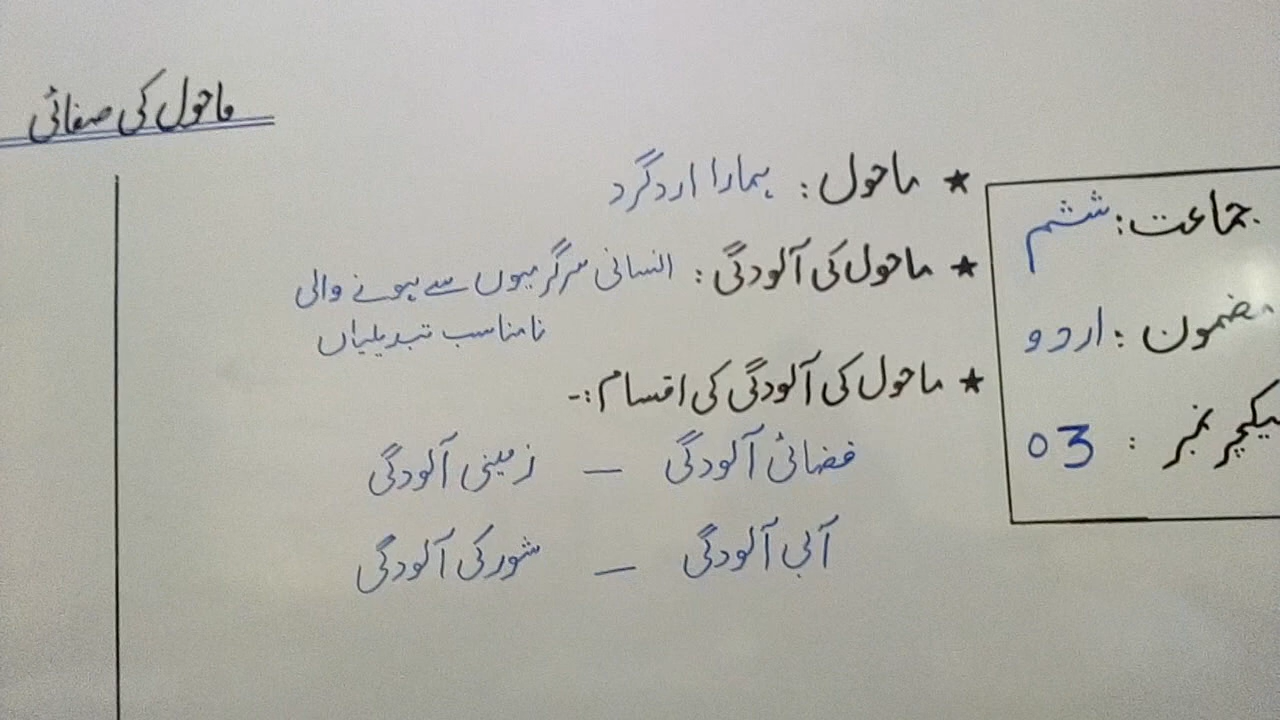 ماحول کی صفائی
جماعت: ششم
مضمون: اردو
لیکچر نمبر: 03
★ ماحول: ہمارا اردگرد
★ ماحول کی آلودگی: انسانی سرگرمیوں سے ہونے والی
نامناسب تبدیلیاں
★ ماحول کی آلودگی کی اقسام:-
فضائی آلودگی – زمینی آلودگی
آبی آلودگی – شور کی آلودگی